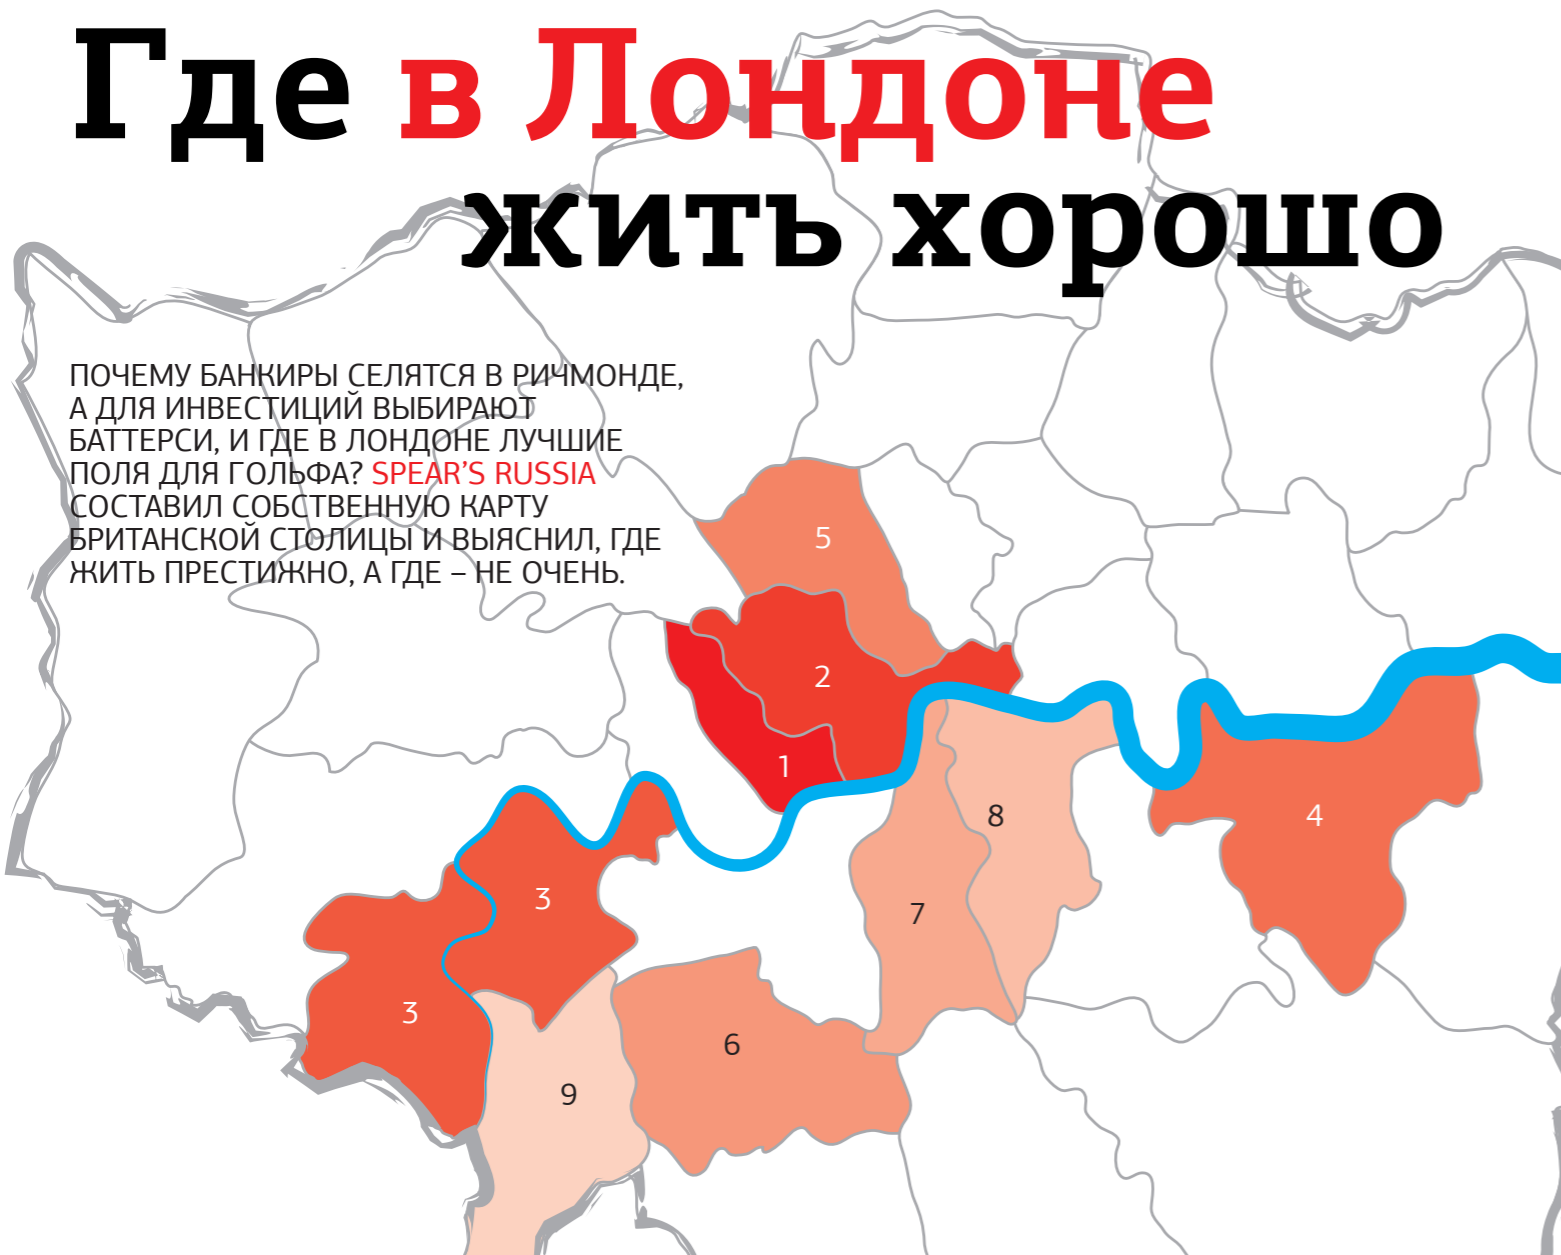 Где в Лондоне
жить хорошо
ПОЧЕМУ БАНКИРЫ СЕЛЯТСЯ В РИЧМОНДЕ,
А ДЛЯ ИНВЕСТИЦИЙ ВЫБИРАЮТ
БАТТЕРСИ, И ГДЕ В ЛОНДОНЕ ЛУЧШИЕ
ПОЛЯ ДЛЯ ГОЛЬФА? SPEAR’S RUSSIA
СОСТАВИЛ СОБСТВЕННУЮ КАРТУ
БРИТАНСКОЙ СТОЛИЦЫ И ВЫЯСНИЛ, ГДЕ
ЖИТЬ ПРЕСТИЖНО, А ГДЕ – НЕ ОЧЕНЬ.
5
2
1
8
4
3
7
3
6
9